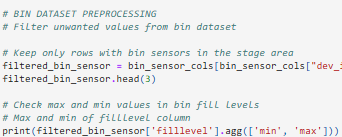 # BIN DATASET PREPROCESSING
# Filter unwanted values from bin dataset
# Keep only rows with bin sensors in the stage area
filtered_bin_sensor = bin_sensor_cols[bin_sensor_cols["dev_
filtered_bin_sensor.head(3)
# Check max and min values in bin fill levels
# Max and min of filllevel column
print(filtered_bin_sensor['filllevel'].agg(['min', 'max']))